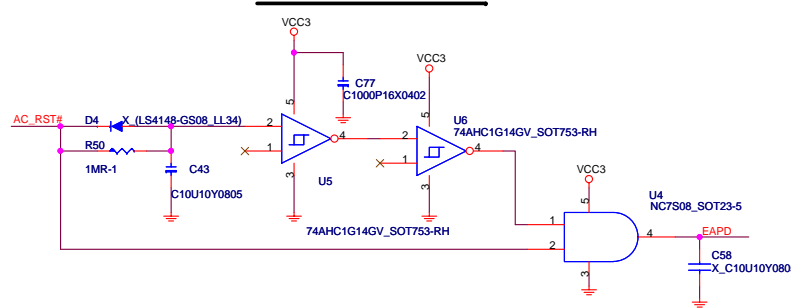 VCC3
VCC3
C77
C1000P16X0402
AC_RST#
D4
X_(LS4148-GS08_LL34)
5
2
4
1
3
U5
R50
1MR-1
C43
C10U10Y0805
U6
74AHC1G14GV_SOT753-RH
5
2
4
1
3
74AHC1G14GV_SOT753-RH
VCC3
U4
NC7S08_SOT23-5
5
1
2
4
3
EAPD
C58
X_C10U10Y080